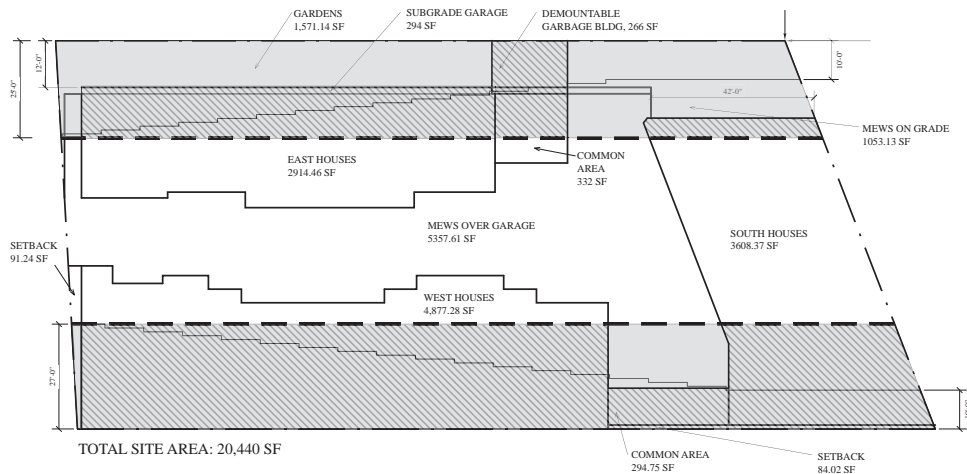 GARDENS
1,571.14 SF
SUBGRADE GARAGE
294 SF
DEMOUNTABLE
GARBAGE BLDG, 266 SF
12'-0"
25'-0"
10'-0"
42'-0"
MEWS ON GRADE
1053.13 SF
EAST HOUSES
2914.46 SF
COMMON
AREA
332 SF
MEWS OVER GARAGE
5357.61 SF
SOUTH HOUSES
3608.37 SF
SETBACK
91.24 SF
WEST HOUSES
4,877.28 SF
27'-0"
TOTAL SITE AREA: 20,440 SF
COMMON AREA
294.75 SF
SETBACK
84.02 SF